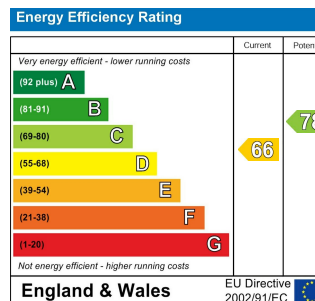 Energy Efficiency Rating
Current Poten
Very energy efficient - lower running costs
(92 plus) A
(81-91) B
(69-80) C
(55-68) D
(39-54) E
(21-38) F
(1-20) G
66
78
Not energy efficient - higher running costs
England & Wales
EU Directive
2002/91/EC